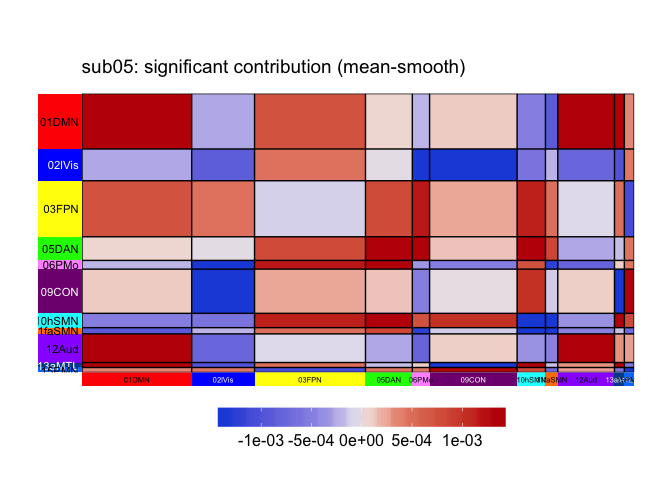 sub05: significant contribution (mean-smooth)
01DMN
02lVis
03FPN
05DAN
06PMo
09CON
10hSMN
12Aud
13aMTL
01DMN
02lVis
03FPN
05DAN
06PMo
09CON
12Aud
-1e-03 -5e-04 0e+00 5e-04 1e-03